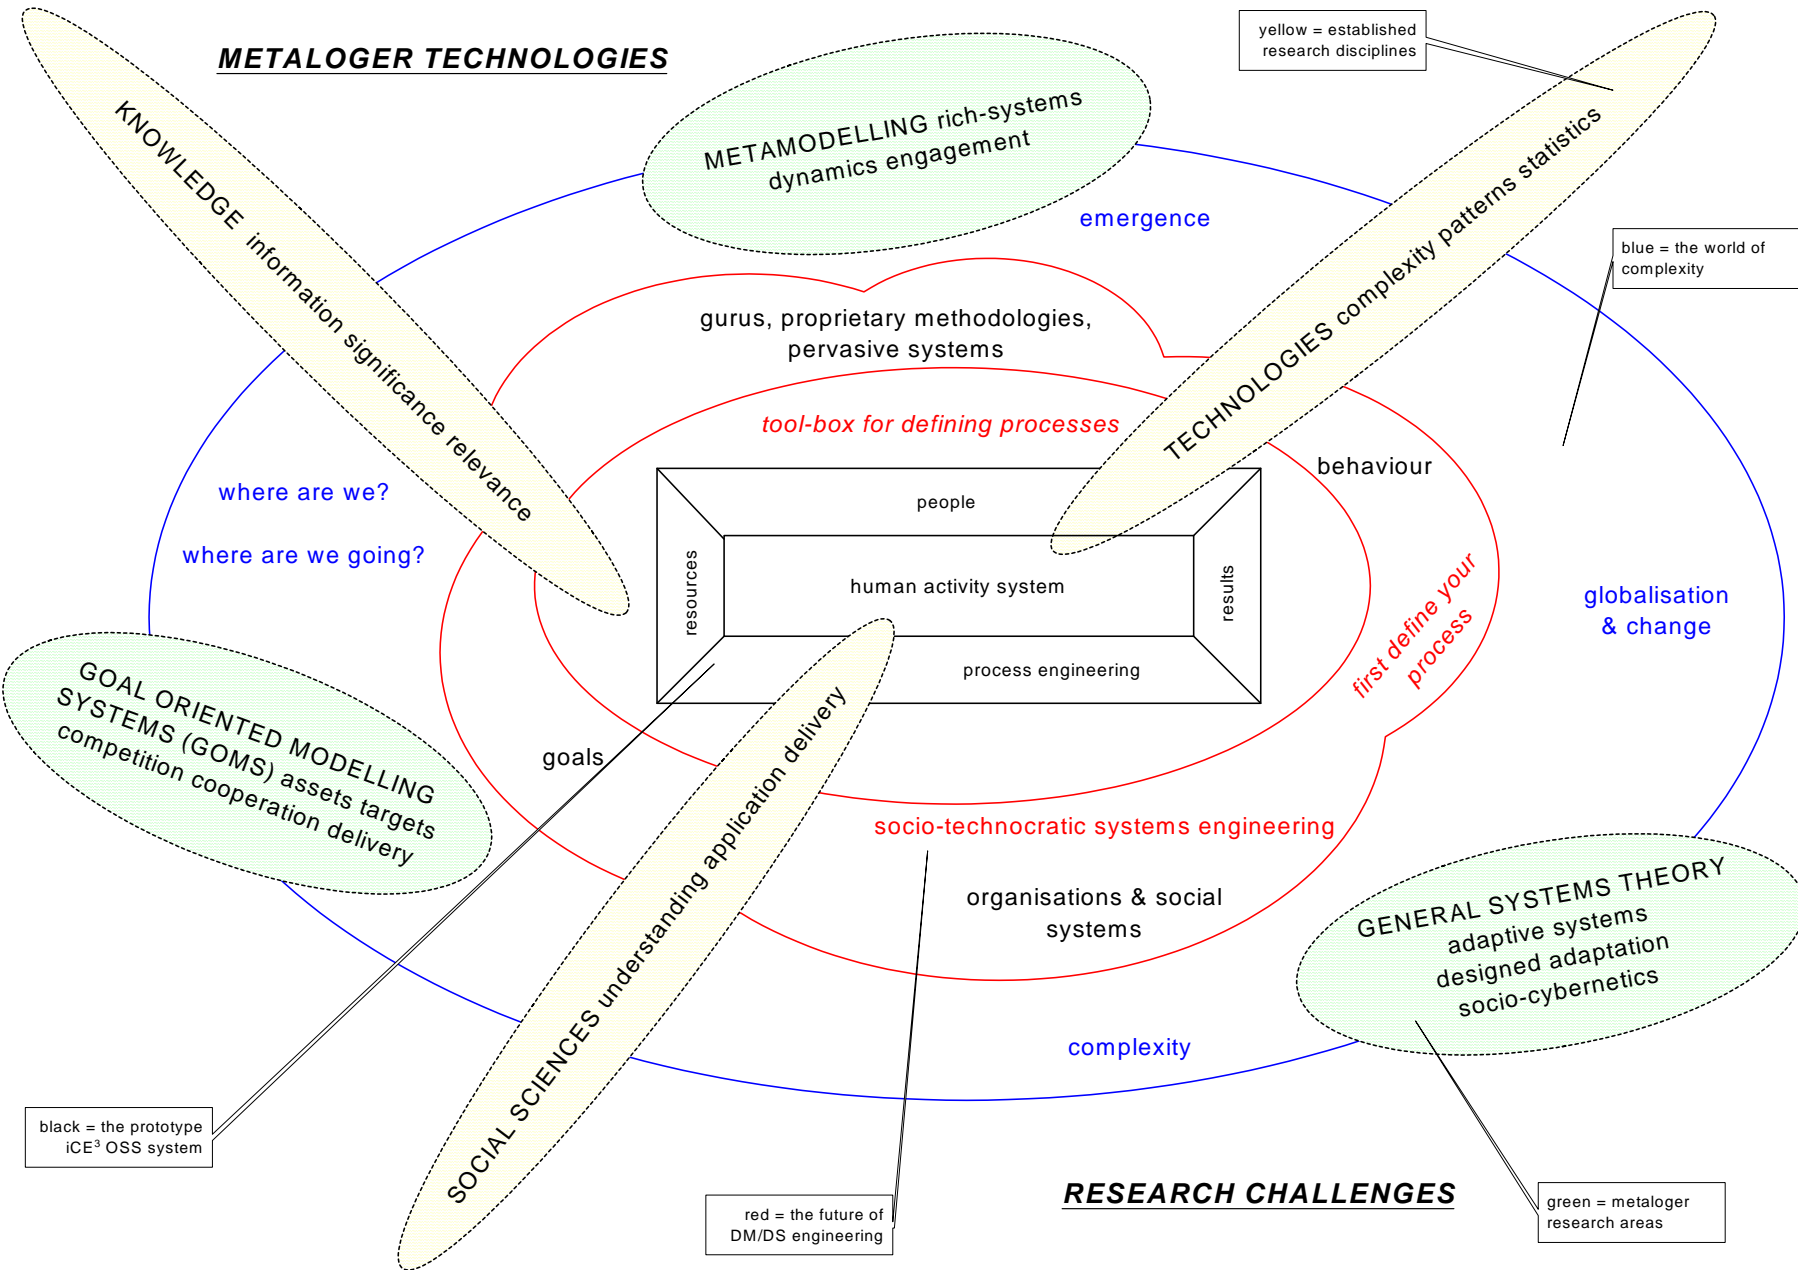 METALOGER TECHNOLOGIES
yellow = established
research disciplines
KNOWLEDGE information significance relevance
METAMODELLING rich-systems
dynamics engagement
TECHNOLOGIES complexity patterns statistics
emergence
blue = the world of
complexity
gurus, proprietary methodologies,
pervasive systems
tool-box for defining processes
behaviour
where are we?
where are we going?
people
resources
human activity system
results
process engineering
first define your
process
globalisation
& change
GOAL ORIENTED MODELLING
SYSTEMS (GOMS) assets targets
competition cooperation delivery
goals
SOCIAL SCIENCES understanding application delivery
socio-technocratic systems engineering
organisations & social
systems
GENERAL SYSTEMS THEORY
adaptive systems
designed adaptation
socio-cybernetics
complexity
black = the prototype
iCE³ OSS system
red = the future of
DM/DS engineering
RESEARCH CHALLENGES
green = metaloger
research areas